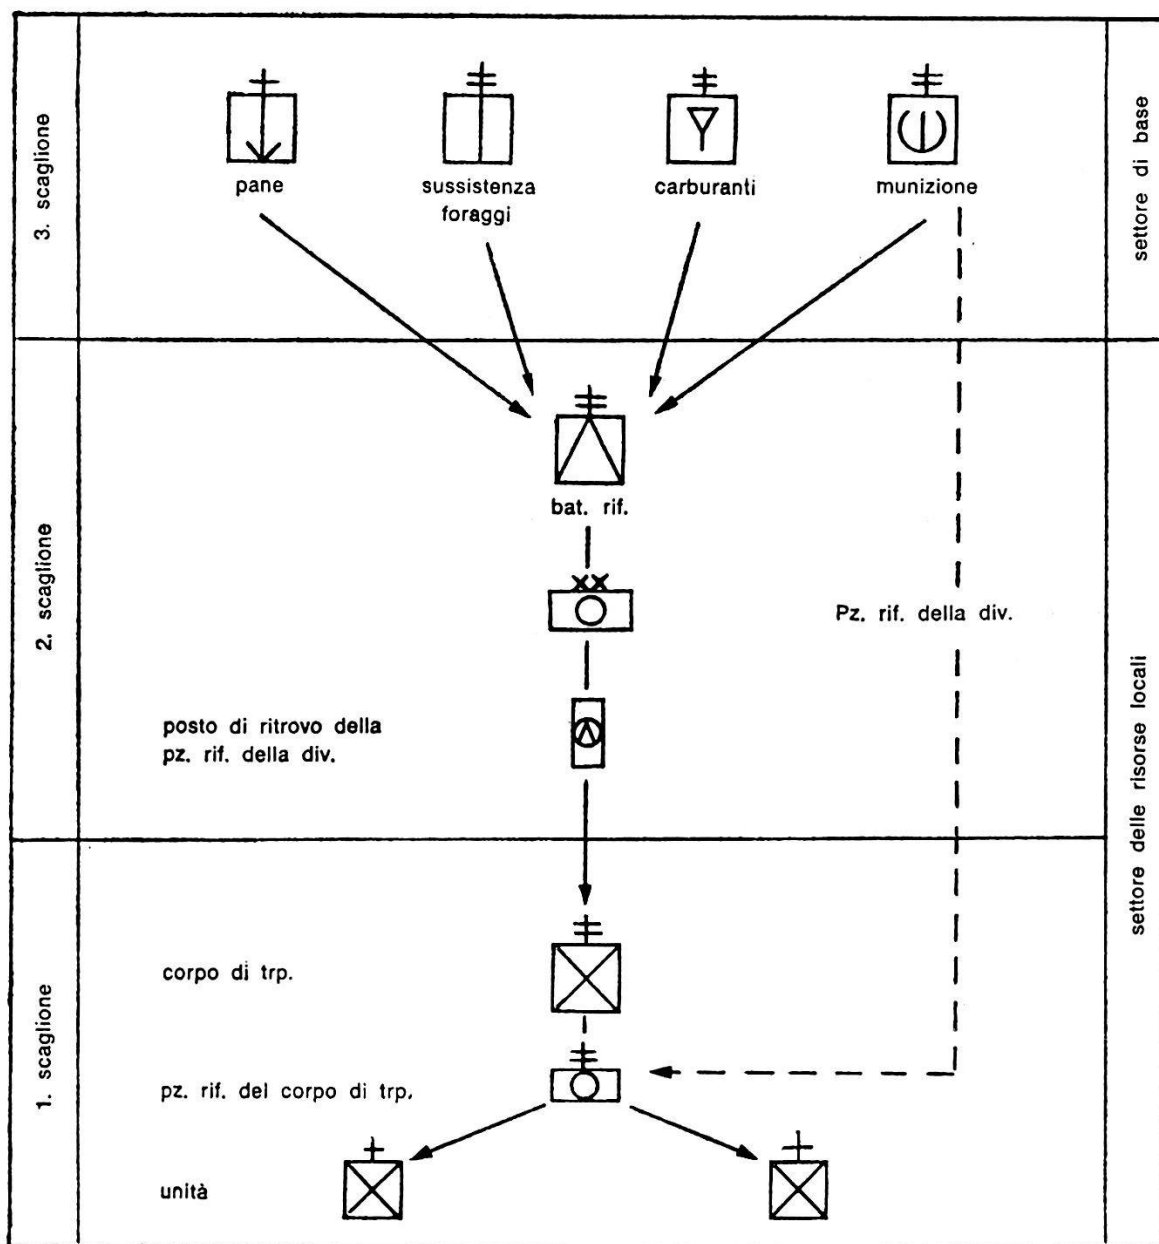 3. scaglione
pane
sussistenza
foraggi
carburanti
munizione
settore di base
2. scaglione
bat. rif.
Pz. rif. della div.
posto di ritrovo della
pz. rif. della div.
settore delle risorse locali
1. scaglione
corpo di trp.
pz. rif. del corpo di trp.
unità